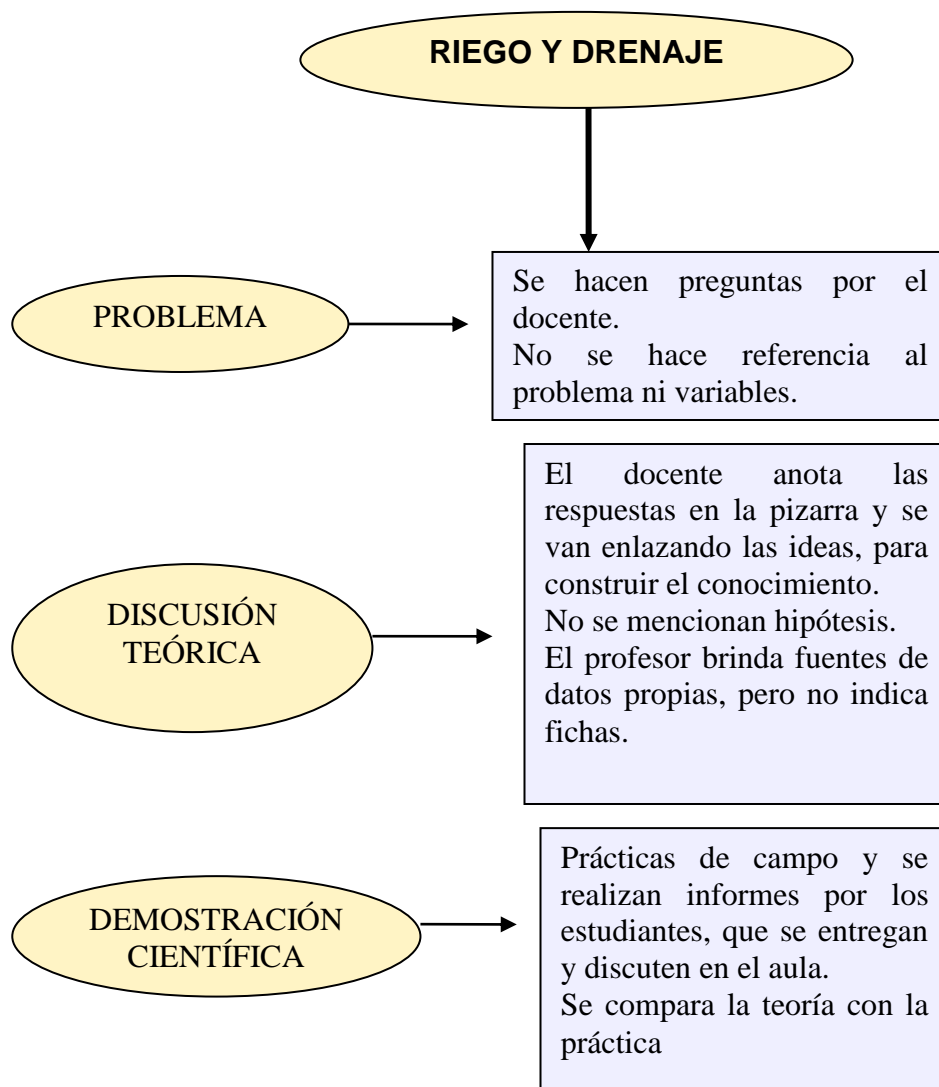 RIEGO Y DRENAJE
PROBLEMA
Se hacen preguntas por el
docente.
No se hace referencia al
problema ni variables.
DISCUSIÓN
TEÓRICA
El docente anota las
respuestas en la pizarra y se
van enlazando las ideas, para
construir el conocimiento.
No se mencionan hipótesis.
El profesor brinda fuentes de
datos propias, pero no indica
fichas.
DEMOSTRACIÓN
CIENTÍFICA
Prácticas de campo y se
realizan informes por los
estudiantes, que se entregan
y discuten en el aula.
Se compara la teoría con la
práctica